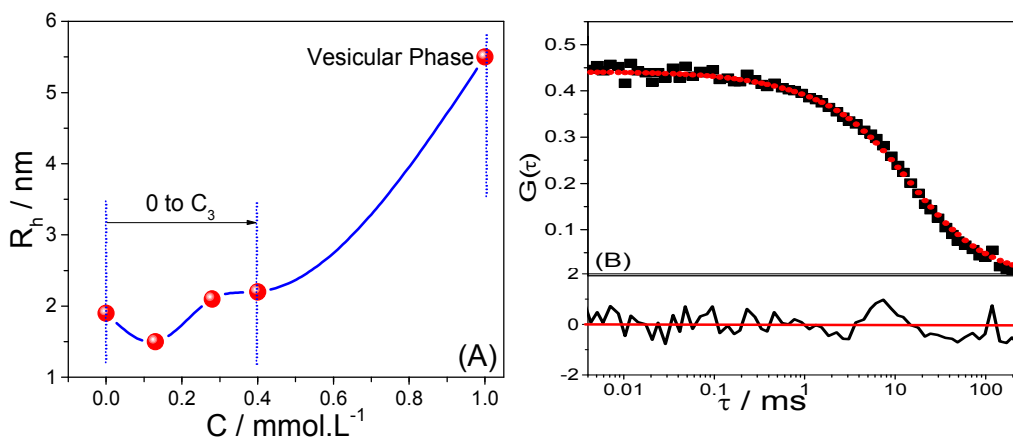 6
5
4
3
2
1
R_h / nm
Vesicular Phase
0 to C_3
(A)
0.0 0.2 0.4 0.6 0.8 1.0
C / mmol.L^-1
0.5
0.4
0.3
0.2
0.1
2
0
-2
G(τ)
(B)
0.01 0.1 1 10 100
τ / ms